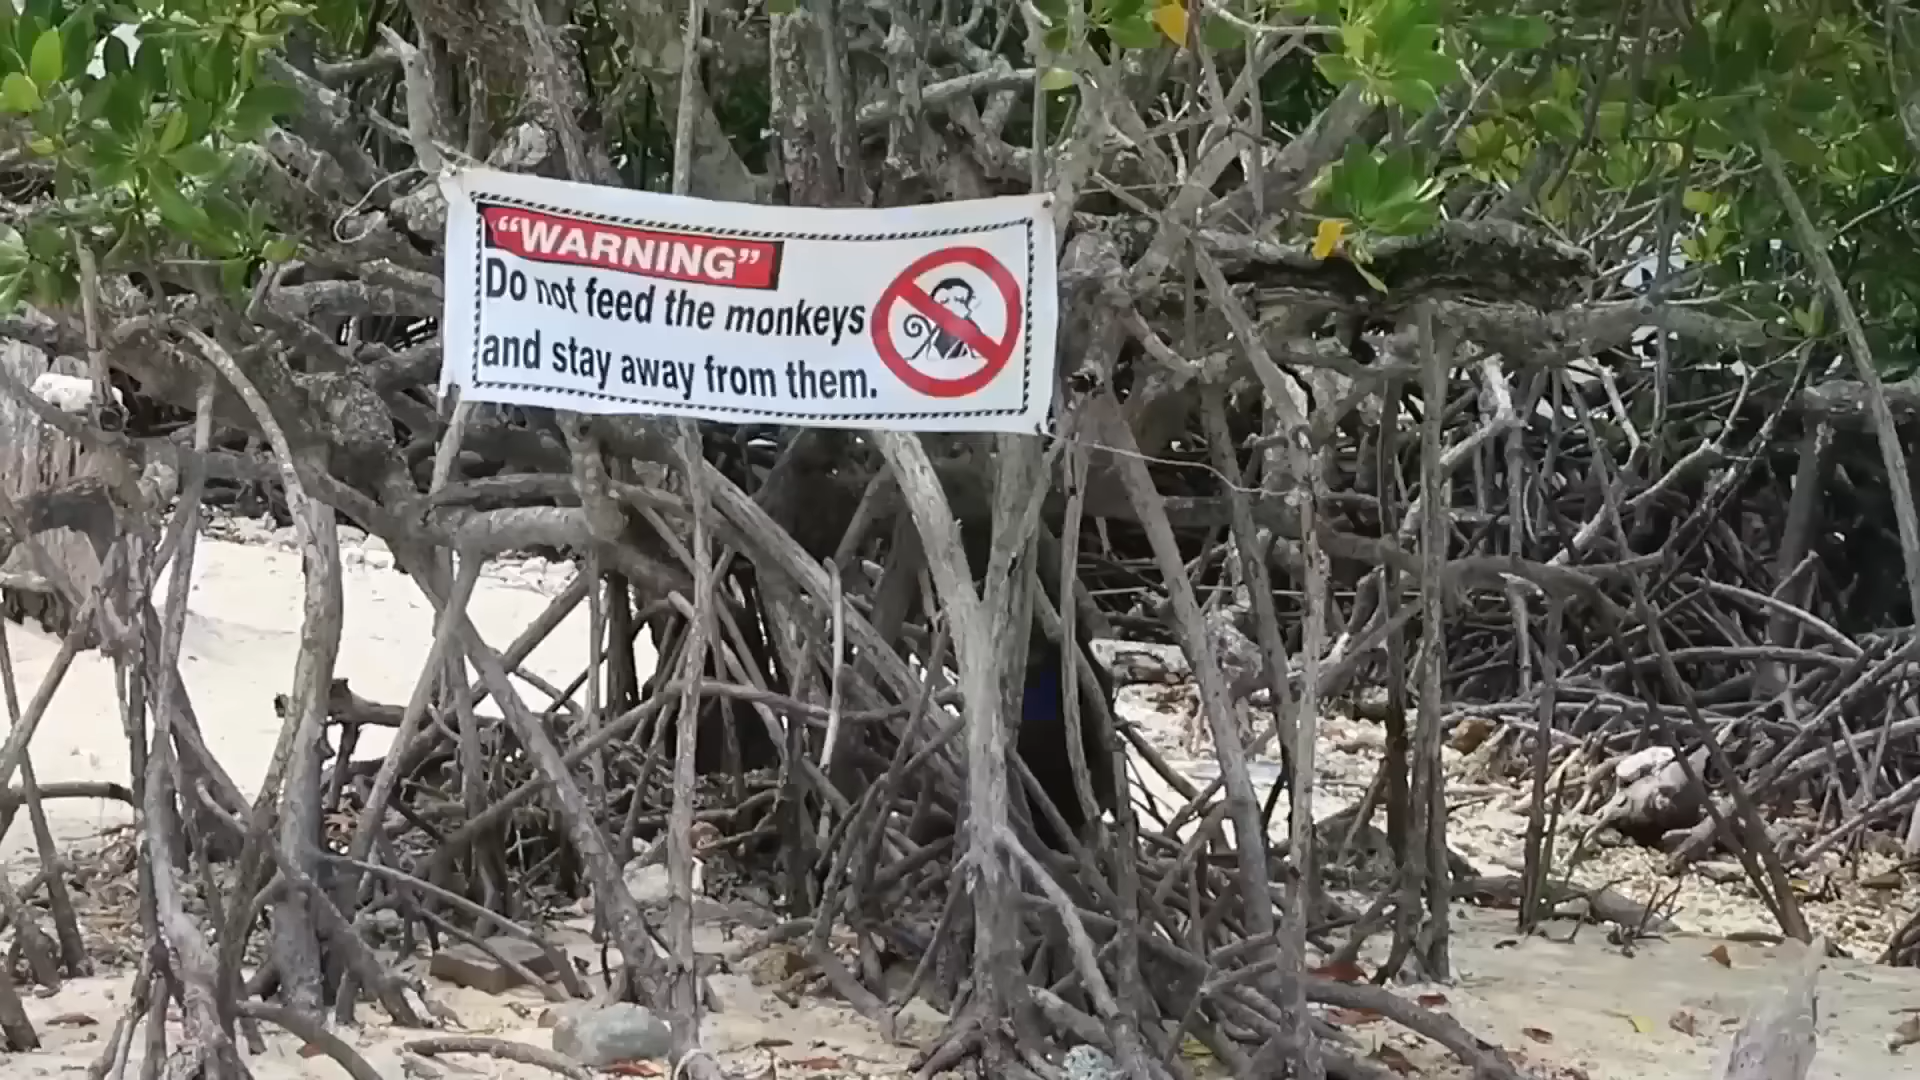 “WARNING”
Do not feed the monkeys
and stay away from them.